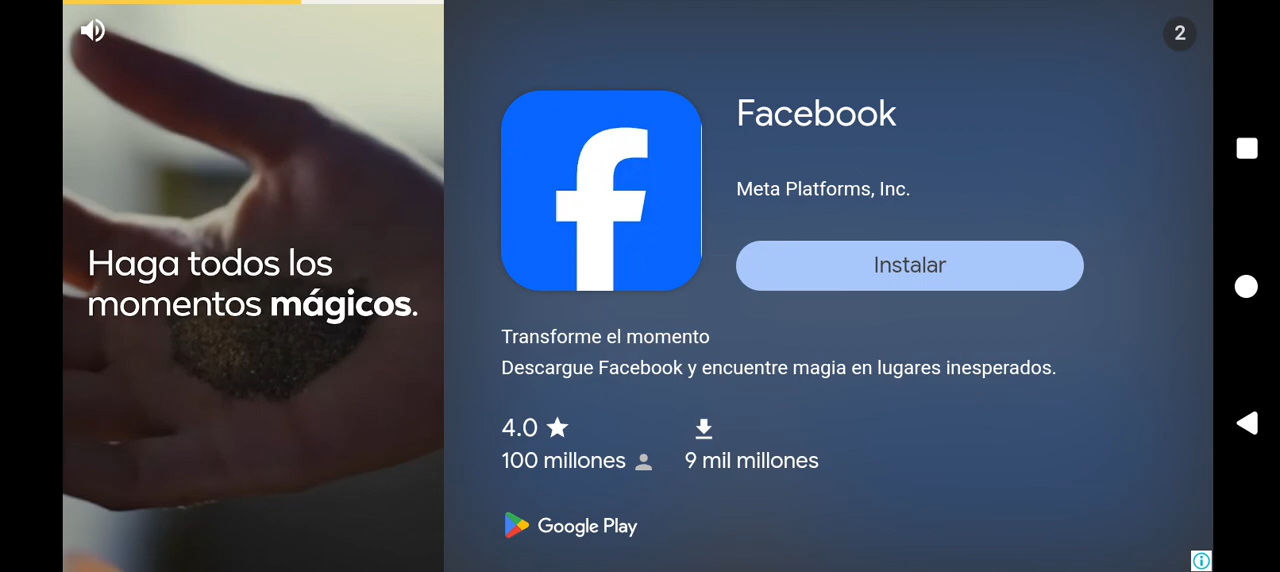 Haga todos los
momentos mágicos.
2
Facebook
Meta Platforms, Inc.
Instalar
Transforme el momento
Descargue Facebook y encuentre magia en lugares inesperados.
4.0
100 millones
9 mil millones
Google Play